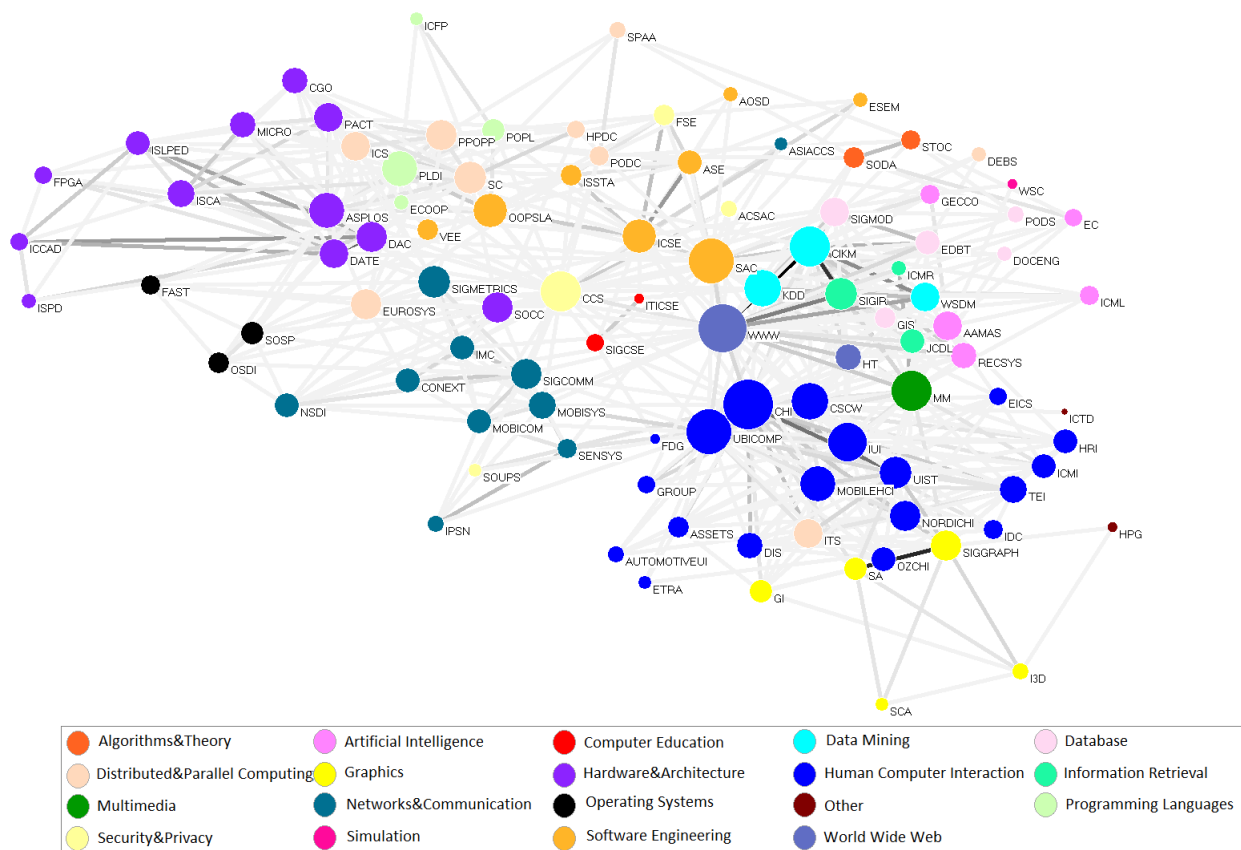 ICFP
SPAA
CGO
AOSD
ESEM
PACT
MICRO
FSE
POPL
HPDC
PPOPP
ISLPED
ICS
ASIACCS
STOC
SODA
PODC
DEBS
ASE
PLDI
SC
ISSTA
FPGA
WSC
ISCA
GECCO
ECOOP
ASPLOS
OOPSLA
ACSAC
SIGMOD
PODS
EC
VEE
DAC
ICSE
ICCAD
EDBT
CIKM
DATE
DOCENG
SAC
ICMR
FAST
SIGMETRICS
CCS
KDD
SIGIR
WSDM
ICML
ISPD
ITICSE
EUROSYS
SOCC
GIS
AAMAS
SOSP
WWW
SIGCSE
JCDL
IMC
HT
RECSYS
OSDI
CONEXT
SIGCOMM
MM
EICS
NSDI
MOBISYS
CHI
CSCW
ICTD
MOBICOM
UBICOMP
FDG
IUI
HRI
SENSYS
SOUPS
UIST
ICMI
GROUP
MOBILEHCI
TEI
IPSN
NORDICHI
ASSETS
ITS
IDC
HPG
DIS
SIGGRAPH
AUTOMOTIVEUI
OZCHI
SA
ETRA
GI
I3D
SCA
Algorithms&Theory
Artificial Intelligence
Computer Education
Data Mining
Database
Distributed&Parallel Computing
Graphics
Hardware&Architecture
Human Computer Interaction
Information Retrieval
Multimedia
Networks&Communication
Operating Systems
Other
Programming Languages
Security&Privacy
Simulation
Software Engineering
World Wide Web